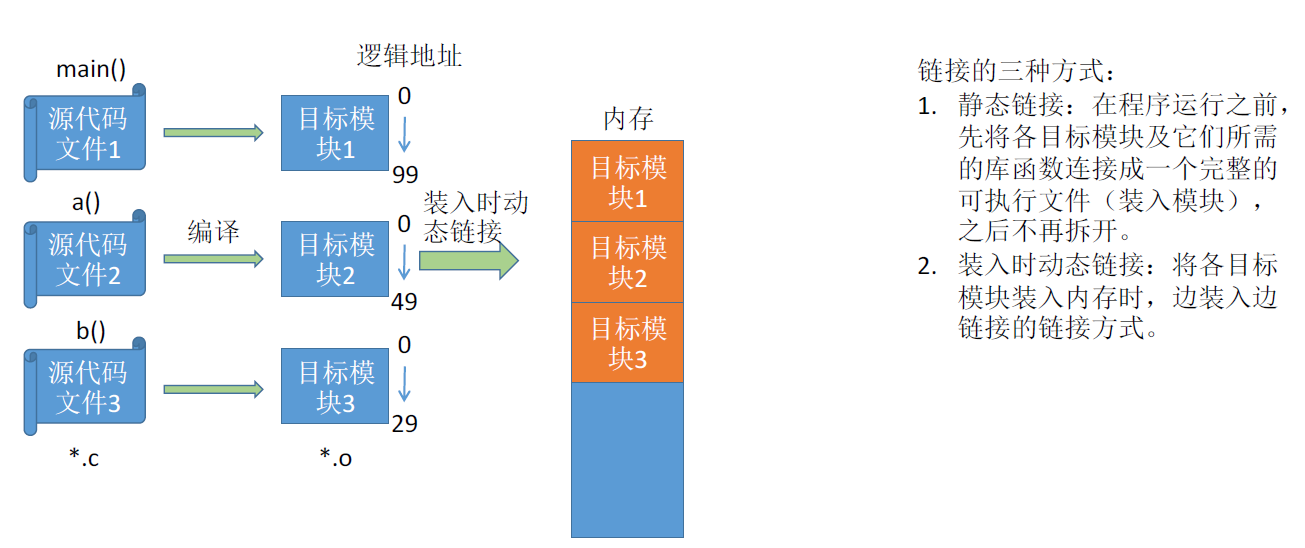 逻辑地址
main()
源代码
文件1
目标模
块1
0
99
a()
源代码
文件2
编译
目标模
块2
0
49
装入时动
态链接
b()
源代码
文件3
目标模
块3
0
29
*.c
*.o
内存
目标模
块1
目标模
块2
目标模
块3
链接的三种方式：
1. 静态链接：在程序运行之前，
先将各目标模块及它们所需
的库函数连接成一个完整的
可执行文件（装入模块），
之后不再拆开。
2. 装入时动态链接：将各目标
模块装入内存时，边装入边
链接的链接方式。